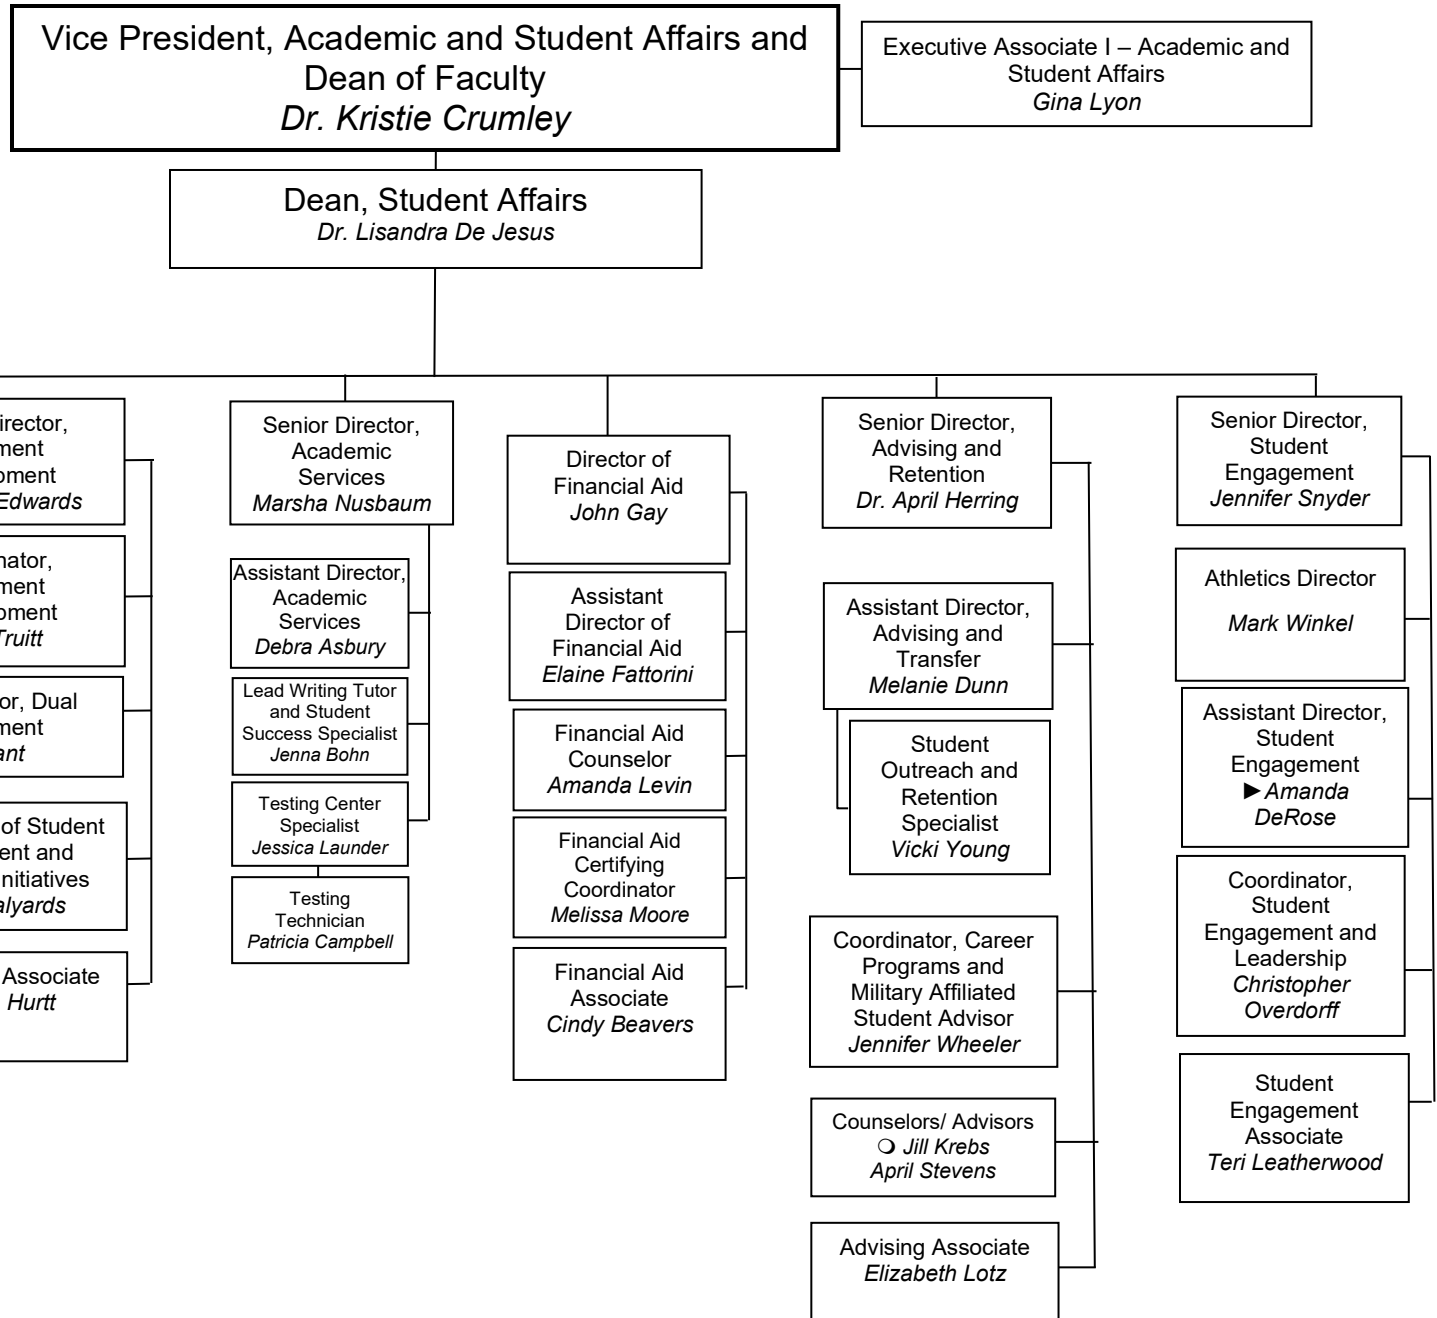 Vice President, Academic and Student Affairs and
Dean of Faculty
Dr. Kristie Crumley
Executive Associate I – Academic and
Student Affairs
Gina Lyon
Dean, Student Affairs
Dr. Lisandra De Jesus
Edwards
Truitt
Dual
of Student
and
Associate
Hurtt
Senior Director,
Academic
Services
Marsha Nusbaum
Assistant Director,
Academic
Services
Debra Asbury
Lead Writing Tutor
and Student
Success Specialist
Jenna Bohn
Testing Center
Specialist
Jessica Launder
Testing
Technician
Patricia Campbell
Director of
Financial Aid
John Gay
Assistant
Director of
Financial Aid
Elaine Fattorini
Financial Aid
Counselor
Amanda Levin
Financial Aid
Certifying
Coordinator
Melissa Moore
Financial Aid
Associate
Cindy Beavers
Senior Director,
Advising and
Retention
Dr. April Herring
Assistant Director,
Advising and
Transfer
Melanie Dunn
Student
Outreach and
Retention
Specialist
Vicki Young
Coordinator, Career
Programs and
Military Affiliated
Student Advisor
Jennifer Wheeler
Counselors/ Advisors
❍ Jill Krebs
April Stevens
Advising Associate
Elizabeth Lotz
Senior Director,
Student
Engagement
Jennifer Snyder
Athletics Director
Mark Winkel
Assistant Director,
Student
Engagement
►Amanda
DeRose
Coordinator,
Student
Engagement and
Leadership
Christopher
Overdorff
Student
Engagement
Associate
Teri Leatherwood